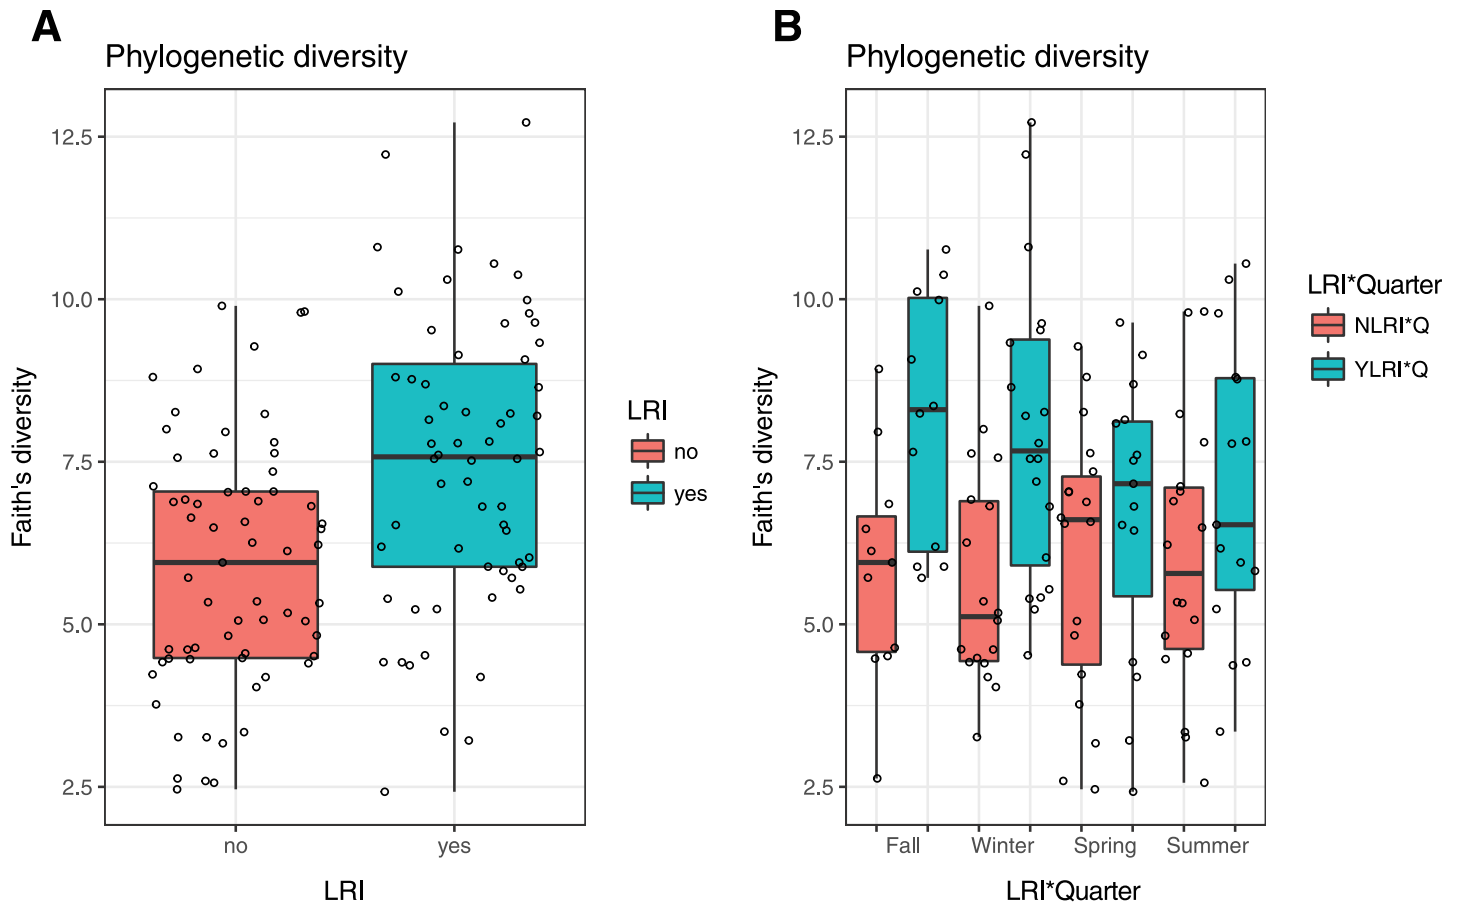 A
Phylogenetic diversity
Faith's diversity
12.5
10.0
7.5
5.0
2.5
no
yes
LRI
LRI
no
yes
B
Phylogenetic diversity
Faith's diversity
12.5
10.0
7.5
5.0
2.5
Fall
Winter
Spring
Summer
LRI*Quarter
LRI*Quarter
NLRI*Q
YLRI*Q